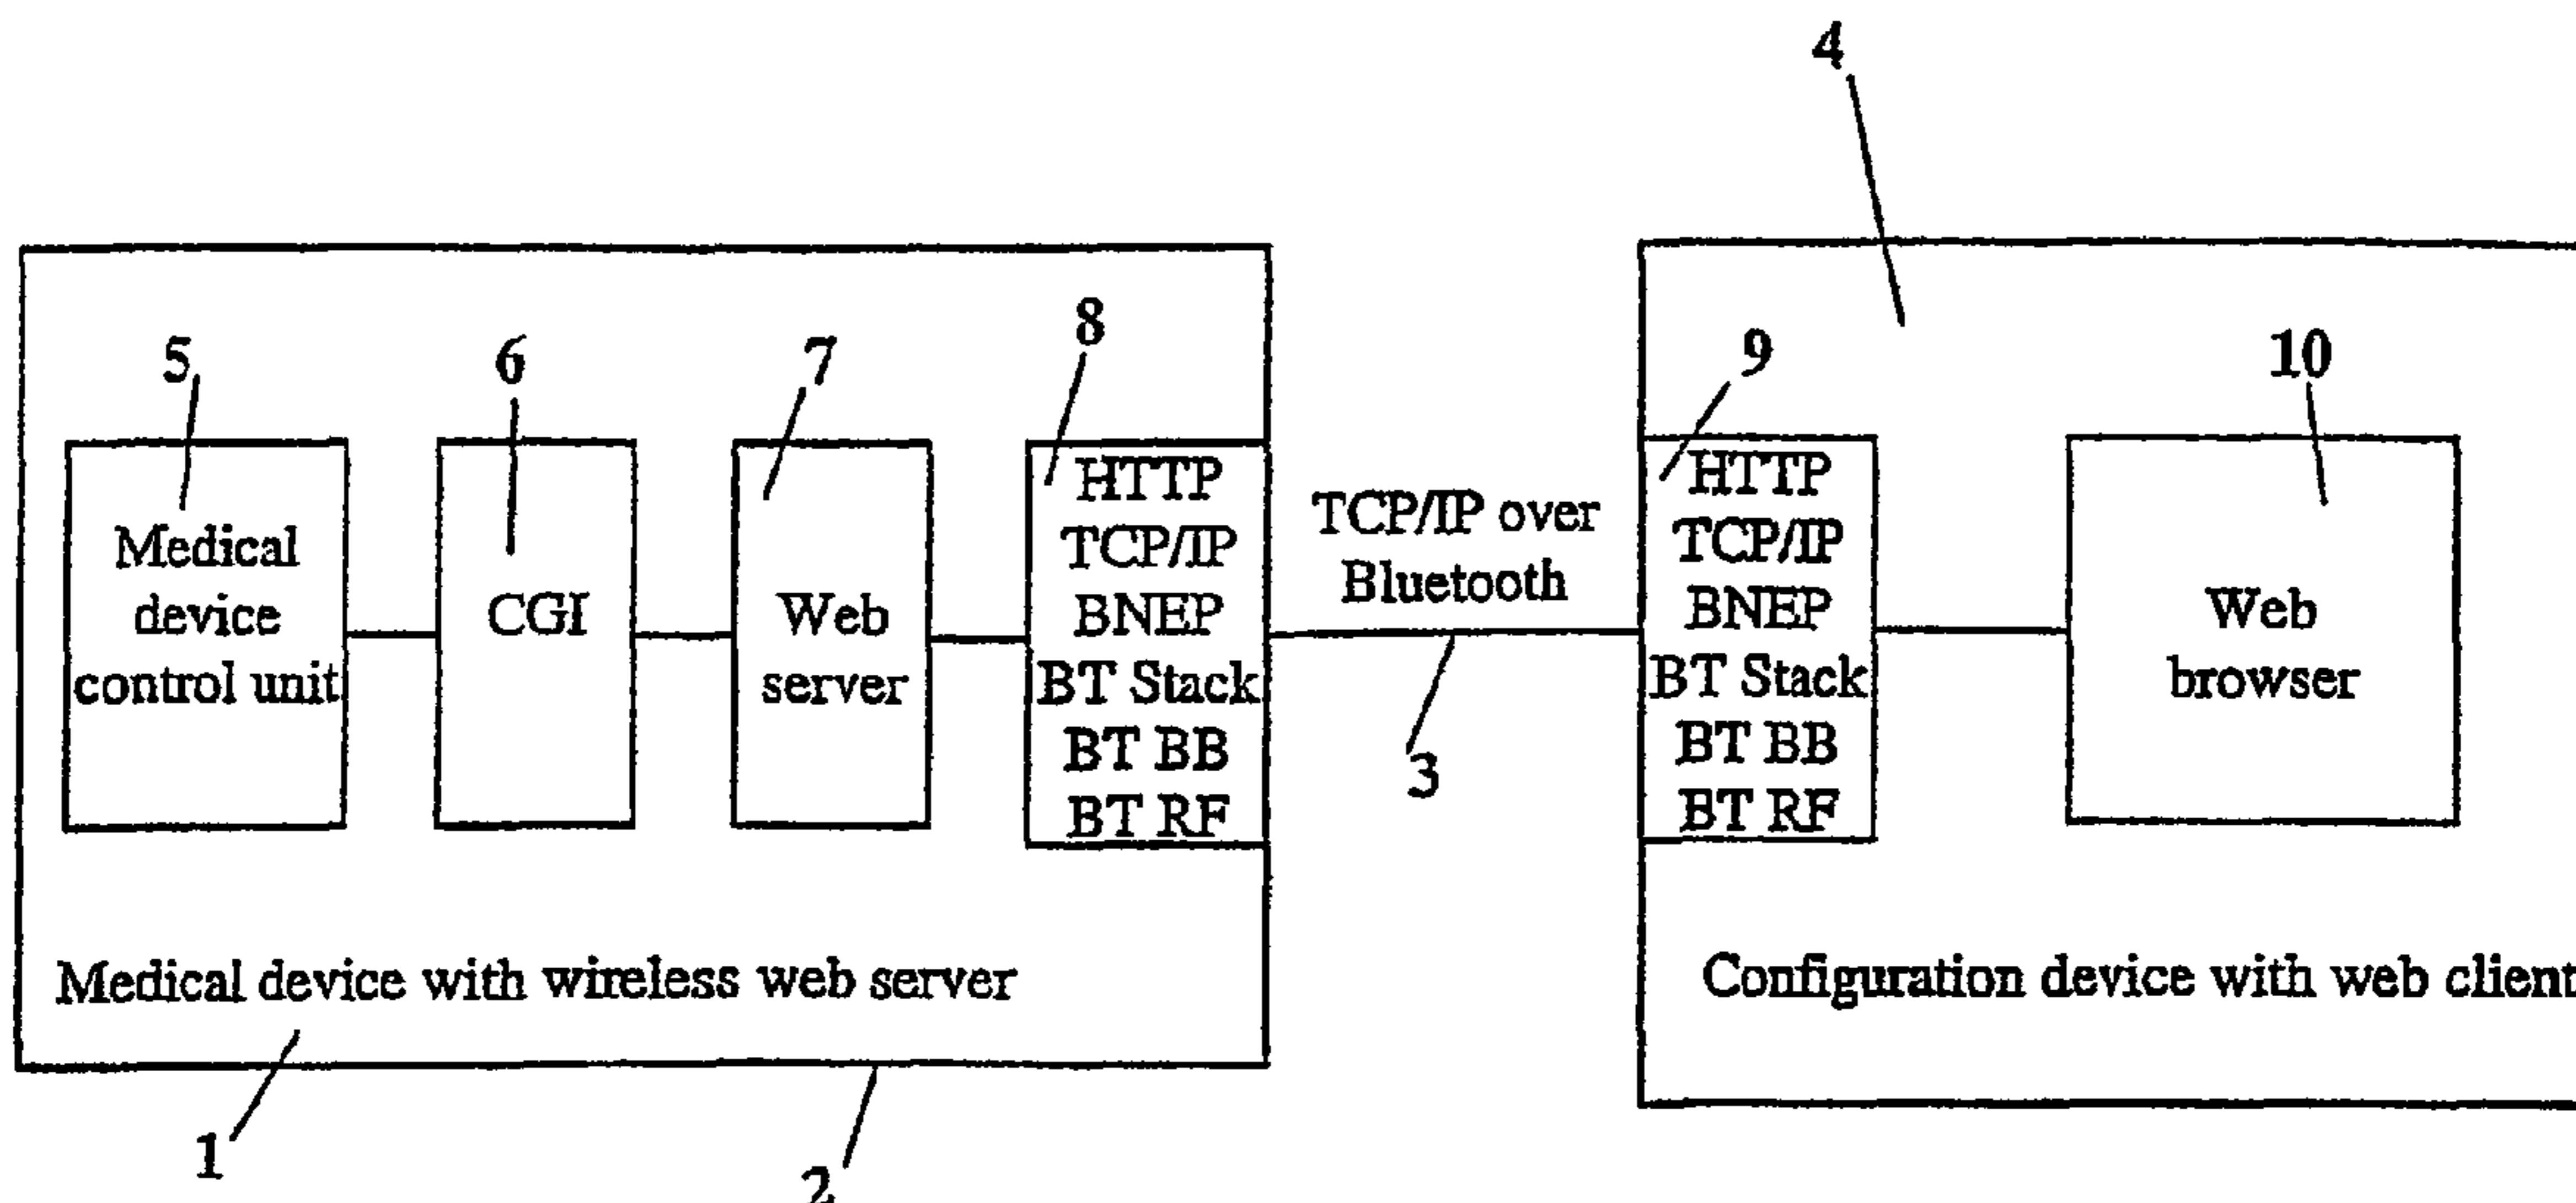 4
5
6
7
8
9
10
Medical
device
control unit
CGI
Web
server
HTTP
TCP/IP
BNEP
BT Stack
BT BB
BT RF
TCP/IP over
Bluetooth
3
HTTP
TCP/IP
BNEP
BT Stack
BT BB
BT RF
Web
browser
Medical device with wireless web server
Configuration device with web client
1
2